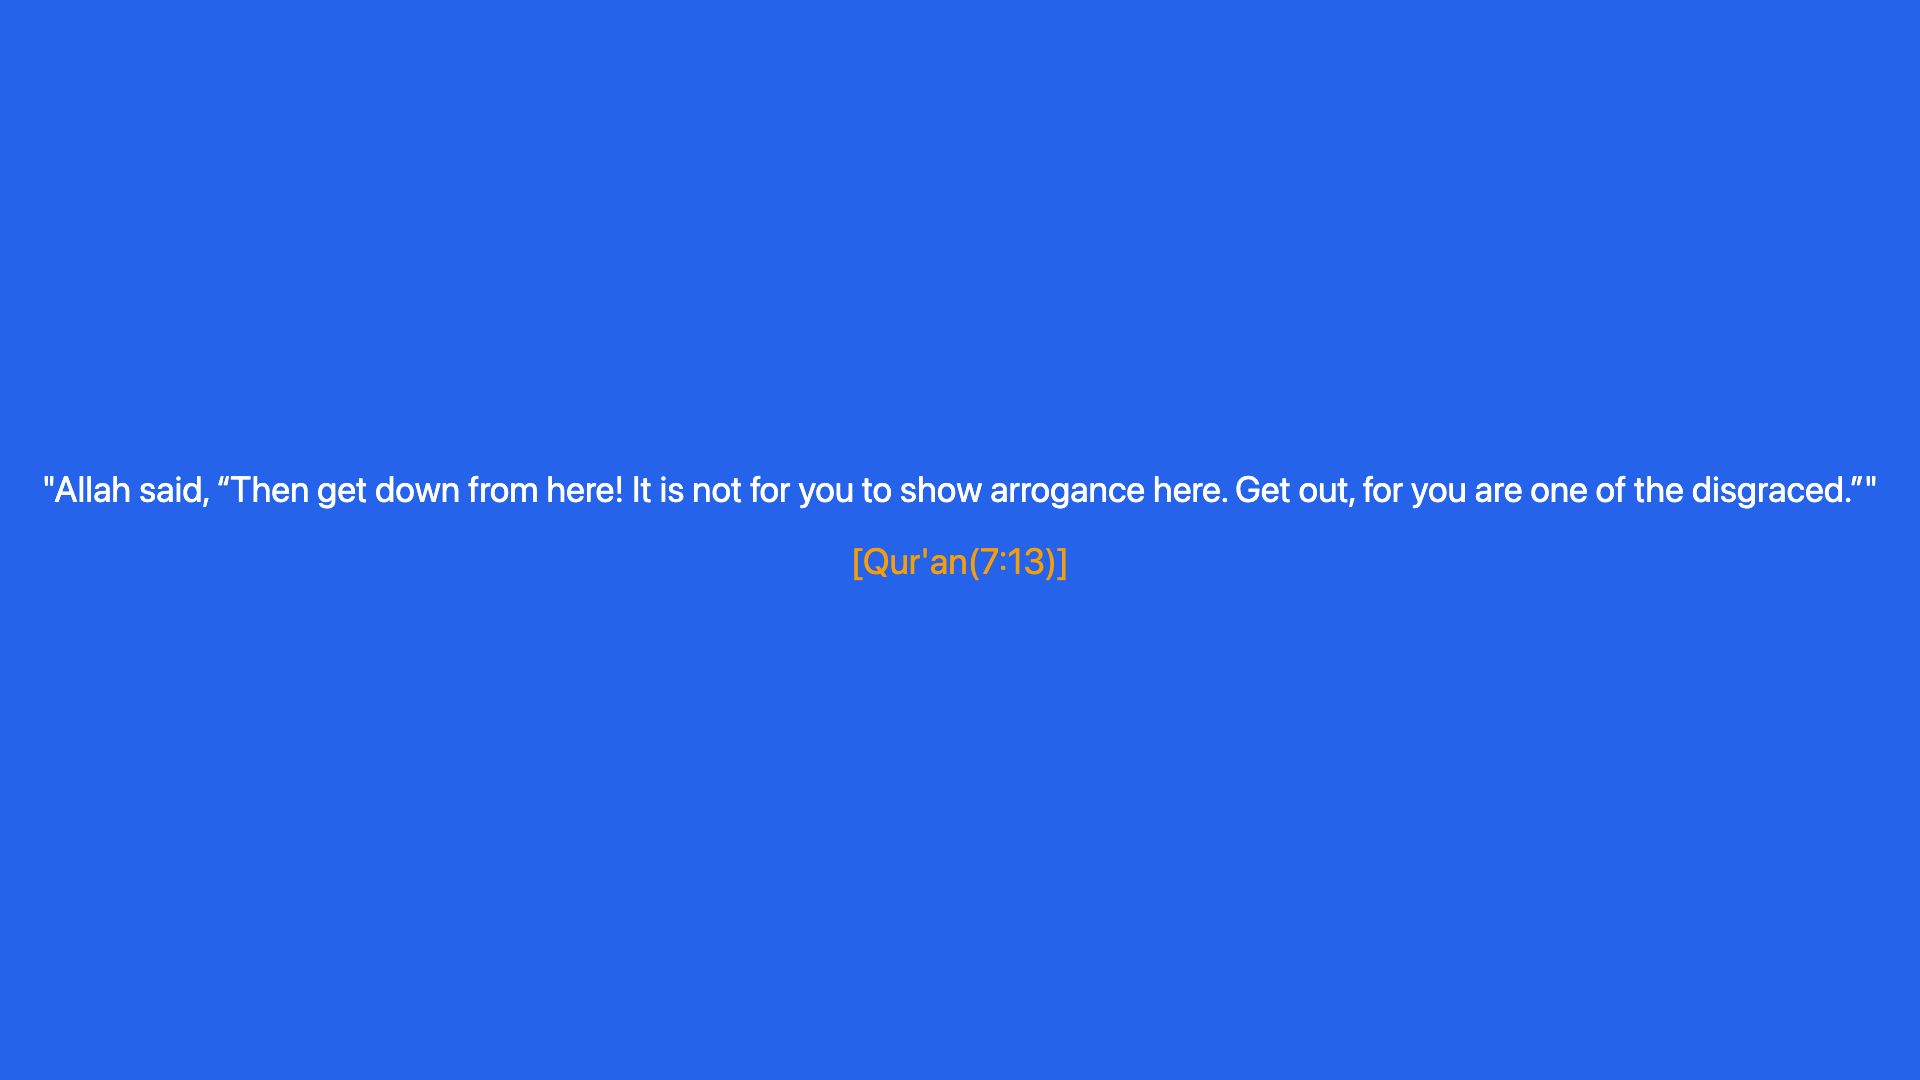 "Allah said, “Then get down from here! It is not for you to show arrogance here. Get out, for you are one of the disgraced.”"
[Qur'an(7:13)]